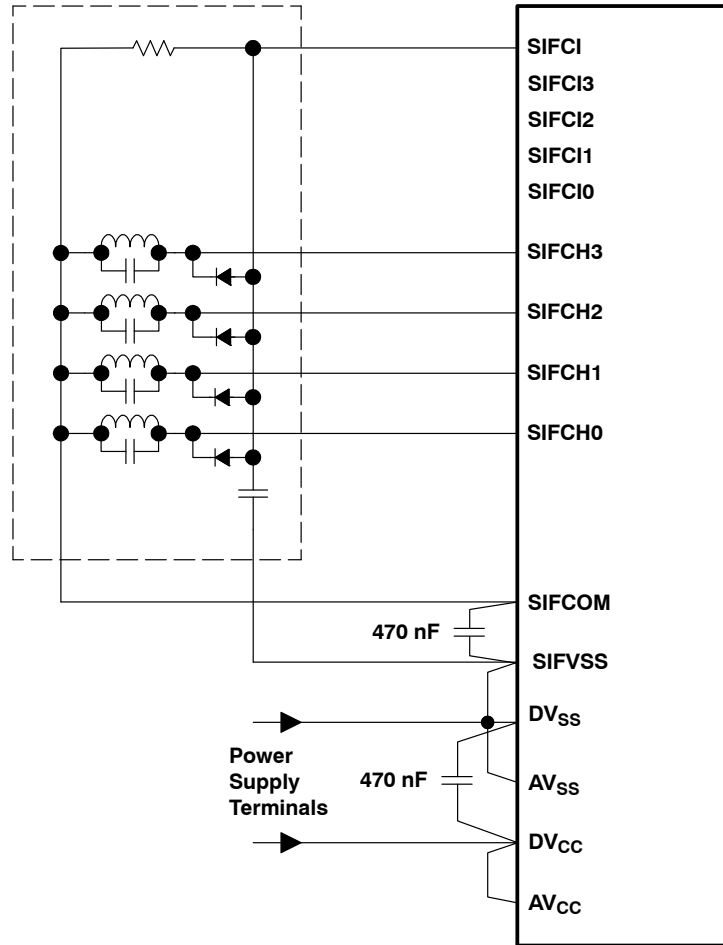 SIFCI
SIFCI3
SIFCI2
SIFCI1
SIFCI0
SIFCH3
SIFCH2
SIFCH1
SIFCH0
SIFCOM
470 nF
SIFVSS
DVSS
Power
Supply
Terminals
470 nF
AVSS
DVCC
AVCC